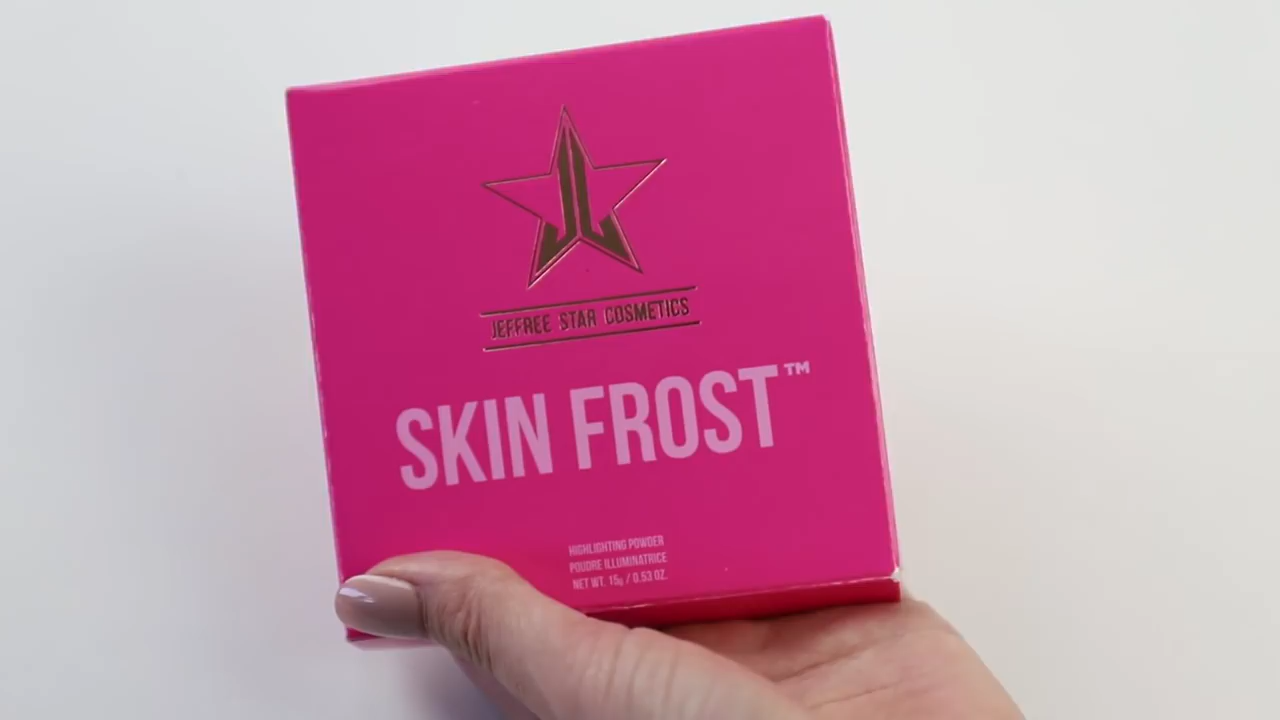 JEFFREE STAR COSMETICS
SKIN FROST™
HIGHLIGHTING POWDER
POUDRE ILLUMINATRICE
NET WT. 15g / 0.53 OZ.